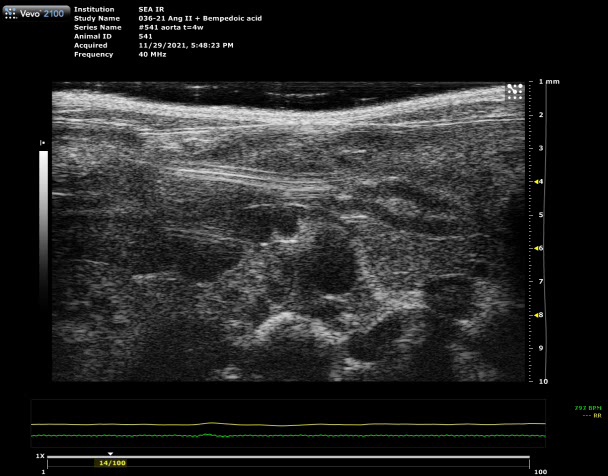 Vevo 2100
Institution SEA IR
Study Name 036-21 Ang II + Bempedoic acid
Series Name #541 aorta t=4w
Animal ID 541
Acquired 11/29/2021, 5:48:23 PM
Frequency 40 MHz
1 mm
2
3
4
5
6
7
8
9
10
--- RR
1X
14/100
1
100